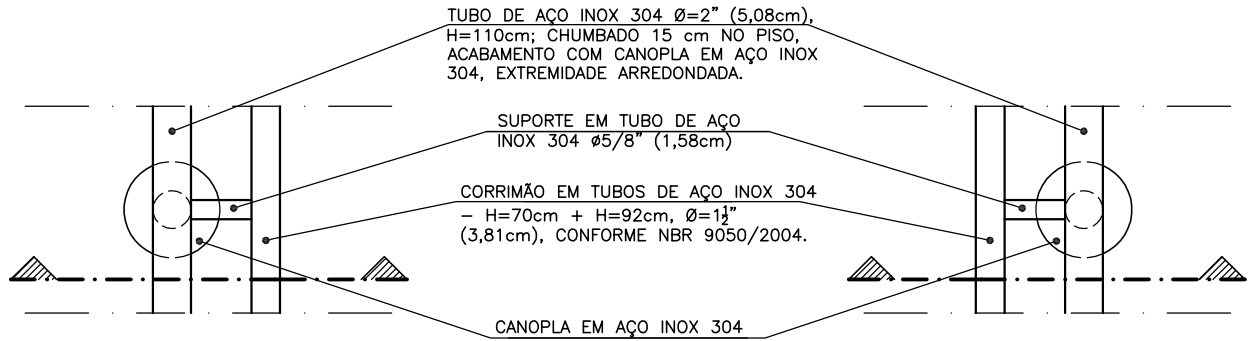 TUBO DE AÇO INOX 304 Ø=2" (5,08cm),
H=110cm; CHUMBADO 15 cm NO PISO,
ACABAMENTO COM CANOPLA EM AÇO INOX
304, EXTREMIDADE ARREDONDADA.
SUPORTE EM TUBO DE AÇO
INOX 304 ø5/8" (1,58cm)
CORRIMÃO EM TUBOS DE AÇO INOX 304
- H=70cm + H=92cm, Ø=1½"
(3,81cm), CONFORME NBR 9050/2004.
CANOPLA EM AÇO INOX 304